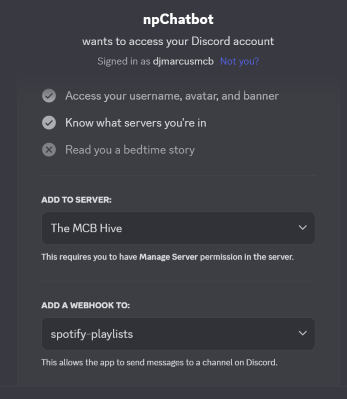 npChatbot
wants to access your Discord account
Signed in as djmarcusmcb Not you?
Access your username, avatar, and banner
Know what servers you're in
Read you a bedtime story
ADD TO SERVER:
The MCB Hive
This requires you to have Manage Server permission in the server.
ADD A WEBHOOK TO:
spotify-playlists
This allows the app to send messages to a channel on Discord.